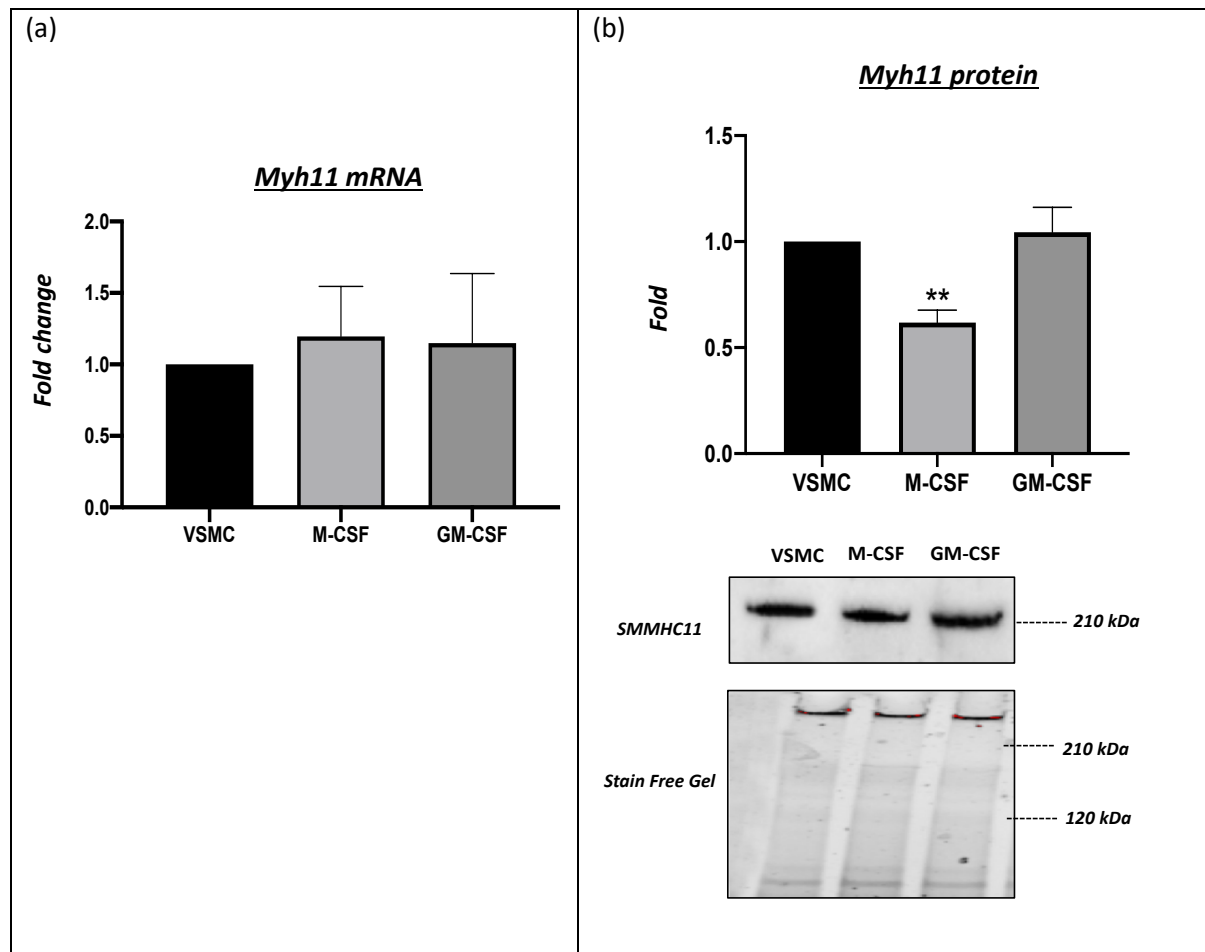 (a)
Myh11 mRNA
Fold change
2.0
1.5
1.0
0.5
0.0
VSMC M-CSF GM-CSF
(b)
Myh11 protein
Fold
1.5
1.0
0.5
0.0
**
VSMC M-CSF GM-CSF
VSMC M-CSF GM-CSF
SMMHC11
210 kDa
Stain Free Gel
210 kDa
120 kDa